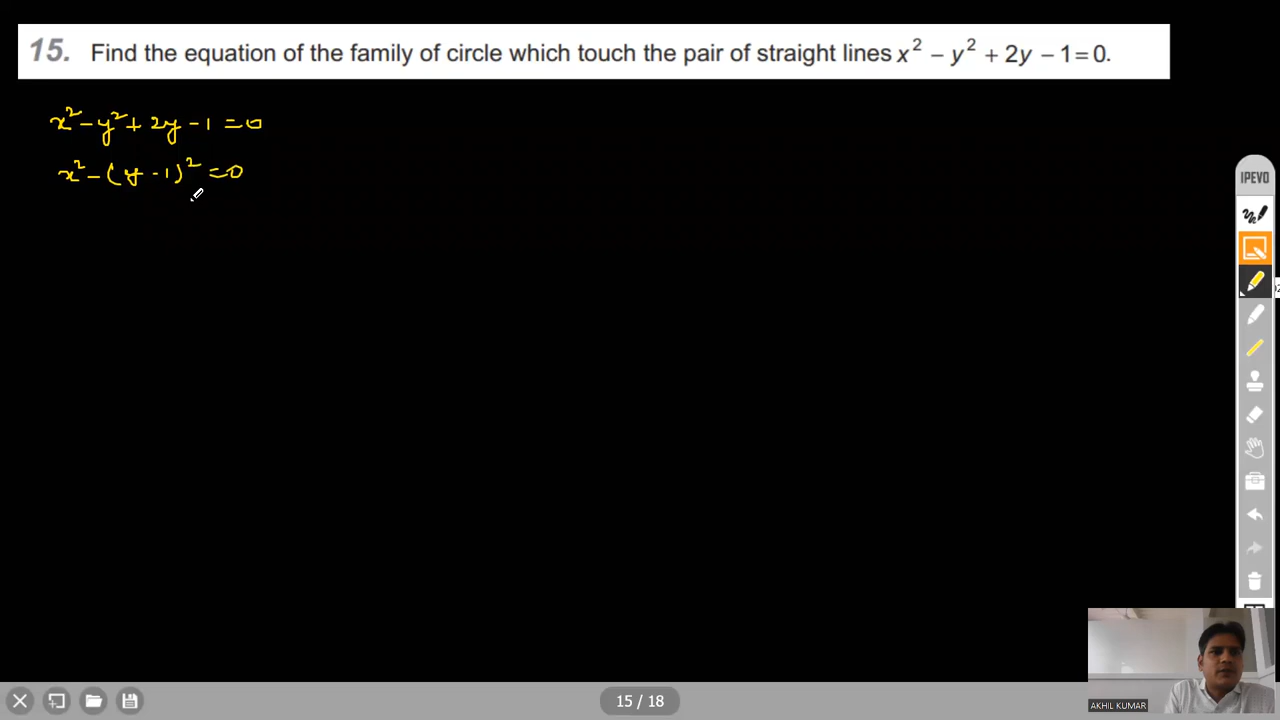 15. Find the equation of the family of circle which touch the pair of straight lines x² − y² + 2y − 1 = 0.
x² − y² + 2y − 1 = 0
x² − (y − 1)² = 0
IPEVO
15 / 18
AKHIL KUMAR